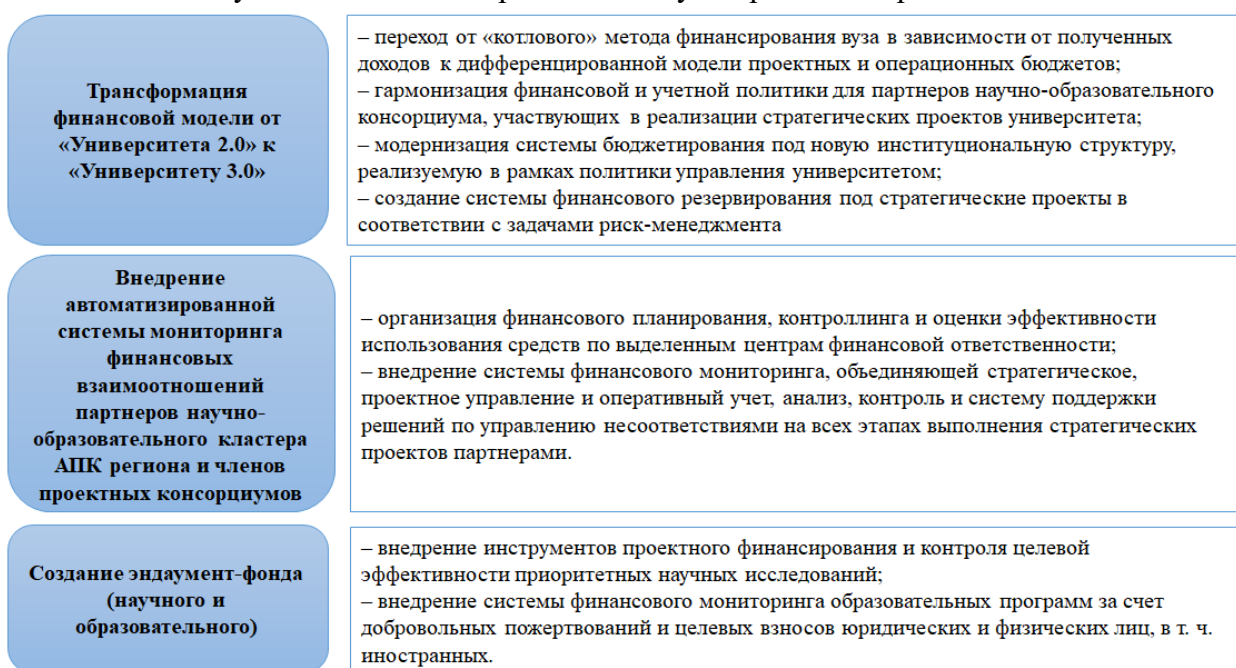 Трансформация
финансовой модели от
«Университета 2.0» к
«Университету 3.0»
– переход от «котлового» метода финансирования вуза в зависимости от полученных
доходов к дифференцированной модели проектных и операционных бюджетов;
– гармонизация финансовой и учетной политики для партнеров научно-образовательного
консорциума, участвующих в реализации стратегических проектов университета;
– модернизация системы бюджетирования под новую институциональную структуру,
реализуемую в рамках политики управления университетом;
– создание системы финансового резервирования под стратегические проекты в
соответствии с задачами риск-менеджмента
Внедрение
автоматизированной
системы мониторинга
финансовых
взаимоотношений
партнеров научно-
образовательного кластера
АПК региона и членов
проектных консорциумов
– организация финансового планирования, контроллинга и оценки эффективности
использования средств по выделенным центрам финансовой ответственности;
– внедрение системы финансового мониторинга, объединяющей стратегическое,
проектное управление и оперативный учет, анализ, контроль и систему поддержки
решений по управлению несоответствиями на всех этапах выполнения стратегических
проектов партнерами.
Создание эндаумент-фонда
(научного и
образовательного)
– внедрение инструментов проектного финансирования и контроля целевой
эффективности приоритетных научных исследований;
– внедрение системы финансового мониторинга образовательных программ за счет
добровольных пожертвований и целевых взносов юридических и физических лиц, в т. ч.
иностранных.